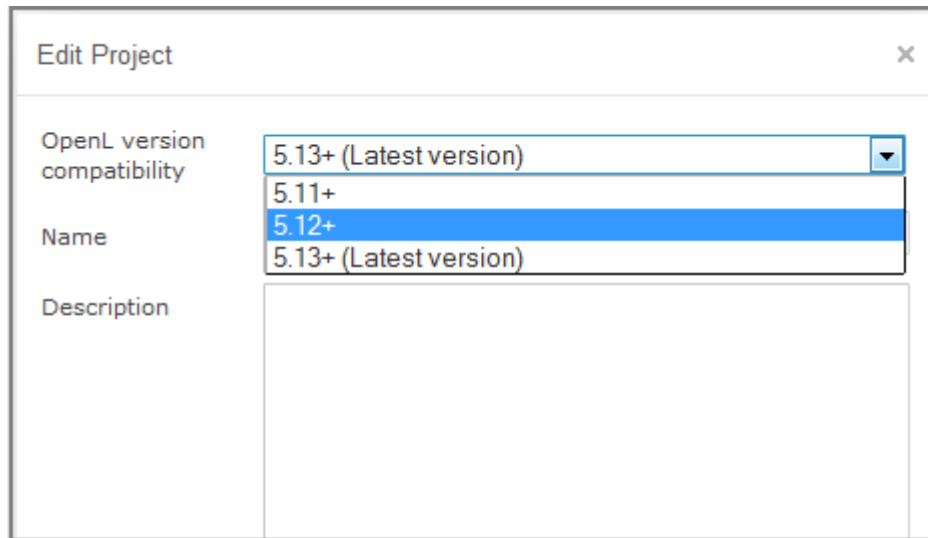 Edit Project
OpenL version
compatibility
5.13+ (Latest version)
5.11+
5.12+
5.13+ (Latest version)
Name
Description